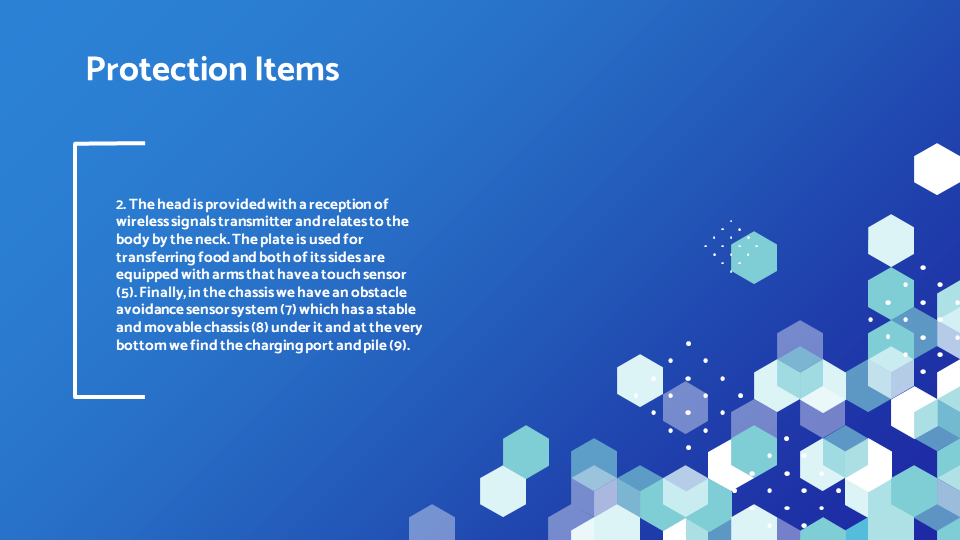 Protection Items
2. The head is provided with a reception of
wireless signals transmitter and relates to the
body by the neck. The plate is used for
transferring food and both of its sides are
equipped with arms that have a touch sensor
(5). Finally, in the chassis we have an obstacle
avoidance sensor system (7) which has a stable
and movable chassis (8) under it and at the very
bottom we find the charging port and pile (9).